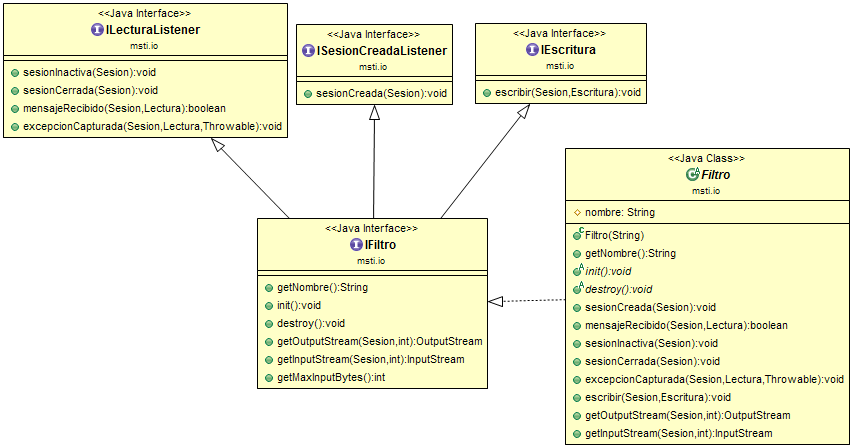 <<Java Interface>>
ILecturaListener
msti.io
sesionInactiva(Sesion):void
sesionCerrada(Sesion):void
mensajeRecibido(Sesion,Lectura):boolean
excepcionCapturada(Sesion,Lectura,Throwable):void
<<Java Interface>>
ISesionCreadaListener
msti.io
sesionCreada(Sesion):void
<<Java Interface>>
IEscritura
msti.io
escribir(Sesion,Escritura):void
<<Java Interface>>
IFiltro
msti.io
getNombre():String
init():void
destroy():void
getOutputStream(Sesion,int):OutputStream
getInputStream(Sesion,int):InputStream
getMaxInputBytes():int
<<Java Class>>
Filtro
msti.io
nombre: String
Filtro(String)
getNombre():String
init():void
destroy():void
sesionCreada(Sesion):void
mensajeRecibido(Sesion,Lectura):boolean
sesionInactiva(Sesion):void
sesionCerrada(Sesion):void
excepcionCapturada(Sesion,Lectura,Throwable):void
escribir(Sesion,Escritura):void
getOutputStream(Sesion,int):OutputStream
getInputStream(Sesion,int):InputStream